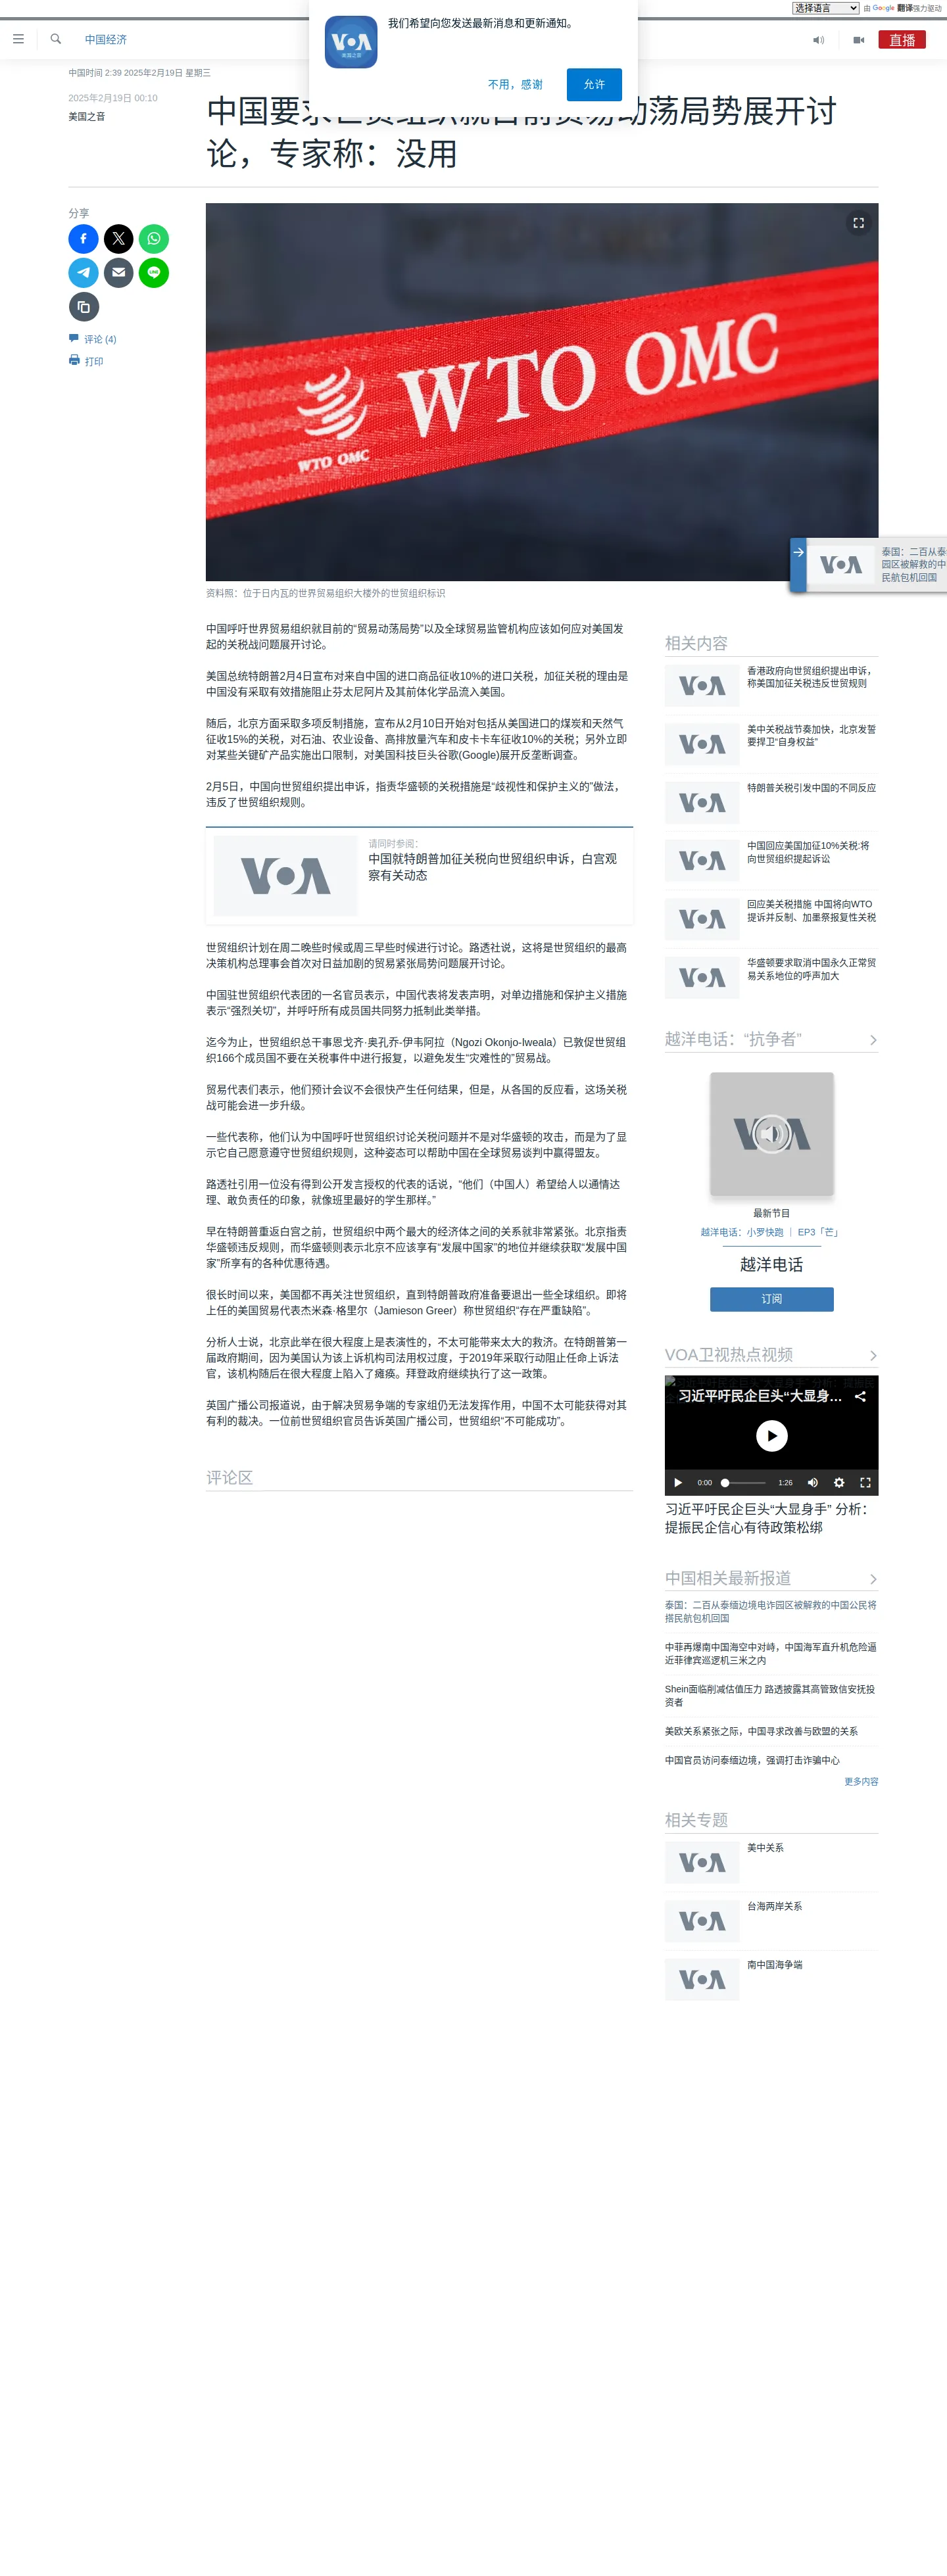 选择语言
由 Google 翻译强力驱动
我们希望向您发送最新消息和更新通知。
VOA
美国之音
不用，感谢
允许
中国经济
直播
中国时间 2:39 2025年2月19日 星期三
2025年2月19日 00:10
美国之音
中国要求
动荡局势展开讨
论，专家称：没用
分享
评论 (4)
打印
WTO OMC
WTO OMC
资料照：位于日内瓦的世界贸易组织大楼外的世贸组织标识
VOA
泰国：二百从泰
园区被解救的中
民航包机回国
中国呼吁世界贸易组织就目前的“贸易动荡局势”以及全球贸易监管机构应该如何应对美国发
起的关税战问题展开讨论。
美国总统特朗普2月4日宣布对来自中国的进口商品征收10%的进口关税，加征关税的理由是
中国没有采取有效措施阻止芬太尼阿片及其前体化学品流入美国。
随后，北京方面采取多项反制措施，宣布从2月10日开始对包括从美国进口的煤炭和天然气
征收15%的关税，对石油、农业设备、高排放量汽车和皮卡卡车征收10%的关税；另外立即
对某些关键矿产品实施出口限制，对美国科技巨头谷歌(Google)展开反垄断调查。
2月5日，中国向世贸组织提出申诉，指责华盛顿的关税措施是“歧视性和保护主义的”做法，
违反了世贸组织规则。
VOA
请同时参阅：
中国就特朗普加征关税向世贸组织申诉，白宫观
察有关动态
世贸组织计划在周二晚些时候或周三早些时候进行讨论。路透社说，这将是世贸组织的最高
决策机构总理事会首次对日益加剧的贸易紧张局势问题展开讨论。
中国驻世贸组织代表团的一名官员表示，中国代表将发表声明，对单边措施和保护主义措施
表示“强烈关切”，并呼吁所有成员国共同努力抵制此类举措。
迄今为止，世贸组织总干事恩戈齐·奥孔乔-伊韦阿拉（Ngozi Okonjo-Iweala）已敦促世贸组
织166个成员国不要在关税事件中进行报复，以避免发生“灾难性的”贸易战。
贸易代表们表示，他们预计会议不会很快产生任何结果，但是，从各国的反应看，这场关税
战可能会进一步升级。
一些代表称，他们认为中国呼吁世贸组织讨论关税问题并不是对华盛顿的攻击，而是为了显
示它自己愿意遵守世贸组织规则，这种姿态可以帮助中国在全球贸易谈判中赢得盟友。
路透社引用一位没有得到公开发言授权的代表的话说，“他们（中国人）希望给人以通情达
理、敢负责任的印象，就像班里最好的学生那样。”
早在特朗普重返白宫之前，世贸组织中两个最大的经济体之间的关系就非常紧张。北京指责
华盛顿违反规则，而华盛顿则表示北京不应该享有“发展中国家”的地位并继续获取“发展中国
家”所享有的各种优惠待遇。
很长时间以来，美国都不再关注世贸组织，直到特朗普政府准备要退出一些全球组织。即将
上任的美国贸易代表杰米森·格里尔（Jamieson Greer）称世贸组织“存在严重缺陷”。
分析人士说，北京此举在很大程度上是表演性的，不太可能带来太大的救济。在特朗普第一
届政府期间，因为美国认为该上诉机构司法用权过度，于2019年采取行动阻止任命上诉法
官，该机构随后在很大程度上陷入了瘫痪。拜登政府继续执行了这一政策。
英国广播公司报道说，由于解决贸易争端的专家组仍无法发挥作用，中国不太可能获得对其
有利的裁决。一位前世贸组织官员告诉英国广播公司，世贸组织“不可能成功”。
评论区
相关内容
VOA
香港政府向世贸组织提出申诉，
称美国加征关税违反世贸规则
VOA
美中关税战节奏加快，北京发誓
要捍卫“自身权益”
VOA
特朗普关税引发中国的不同反应
VOA
中国回应美国加征10%关税:将
向世贸组织提起诉讼
VOA
回应美关税措施 中国将向WTO
提诉并反制、加墨祭报复性关税
VOA
华盛顿要求取消中国永久正常贸
易关系地位的呼声加大
越洋电话：“抗争者”
VOA
最新节目
越洋电话：小罗快跑 ｜ EP3「芒」
越洋电话
订阅
VOA卫视热点视频
习近平吁民企巨头“大显身...
0:00
1:26
习近平吁民企巨头“大显身手” 分析：
提振民企信心有待政策松绑
中国相关最新报道
泰国：二百从泰缅边境电诈园区被解救的中国公民将
搭民航包机回国
中菲再爆南中国海空中对峙，中国海军直升机危险逼
近菲律宾巡逻机三米之内
Shein面临削减估值压力 路透披露其高管致信安抚投
资者
美欧关系紧张之际，中国寻求改善与欧盟的关系
中国官员访问泰缅边境，强调打击诈骗中心
更多内容
相关专题
VOA
美中关系
VOA
台海两岸关系
VOA
南中国海争端